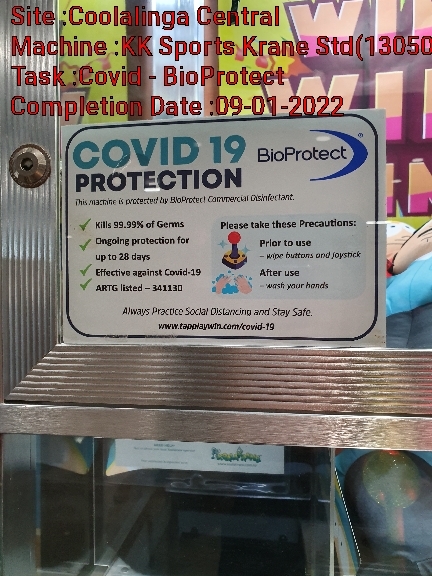 Site :Coolalinga Central
Machine :KK Sports Krane Std(13050
Task :Covid - BioProtect
Completion Date :09-01-2022
WIN
COVID 19
PROTECTION
BioProtect®
This machine is protected by BioProtect Commercial Disinfectant.
Kills 99.99% of Germs
Ongoing protection for
up to 28 days
Effective against Covid-19
ARTG listed – 341130
Please take these Precautions:
Prior to use
– wipe buttons and joystick
After use
– wash your hands
Always Practice Social Distancing and Stay Safe.
www.tapplaywin.com/covid-19